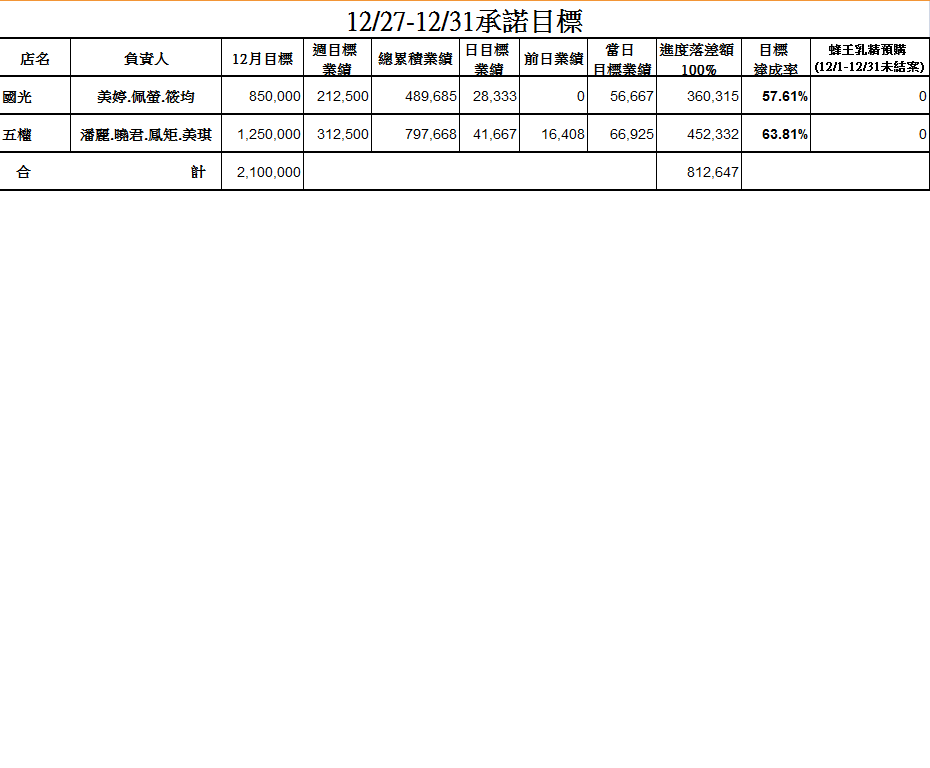 12/27-12/31承諾目標
店名 負責人 12月目標 週目標業績 總累積業績 日目標業績 前日業績 當日目標業績 進度落差額100% 目標達成率 蜂王乳精預購(12/1-12/31未結案)
國光 美婷.佩螢.筱均 850,000 212,500 489,685 28,333 0 56,667 360,315 57.61% 0
五權 潘麗.曉君.鳳矩.美琪 1,250,000 312,500 797,668 41,667 16,408 66,925 452,332 63.81% 0
合計 2,100,000 812,647